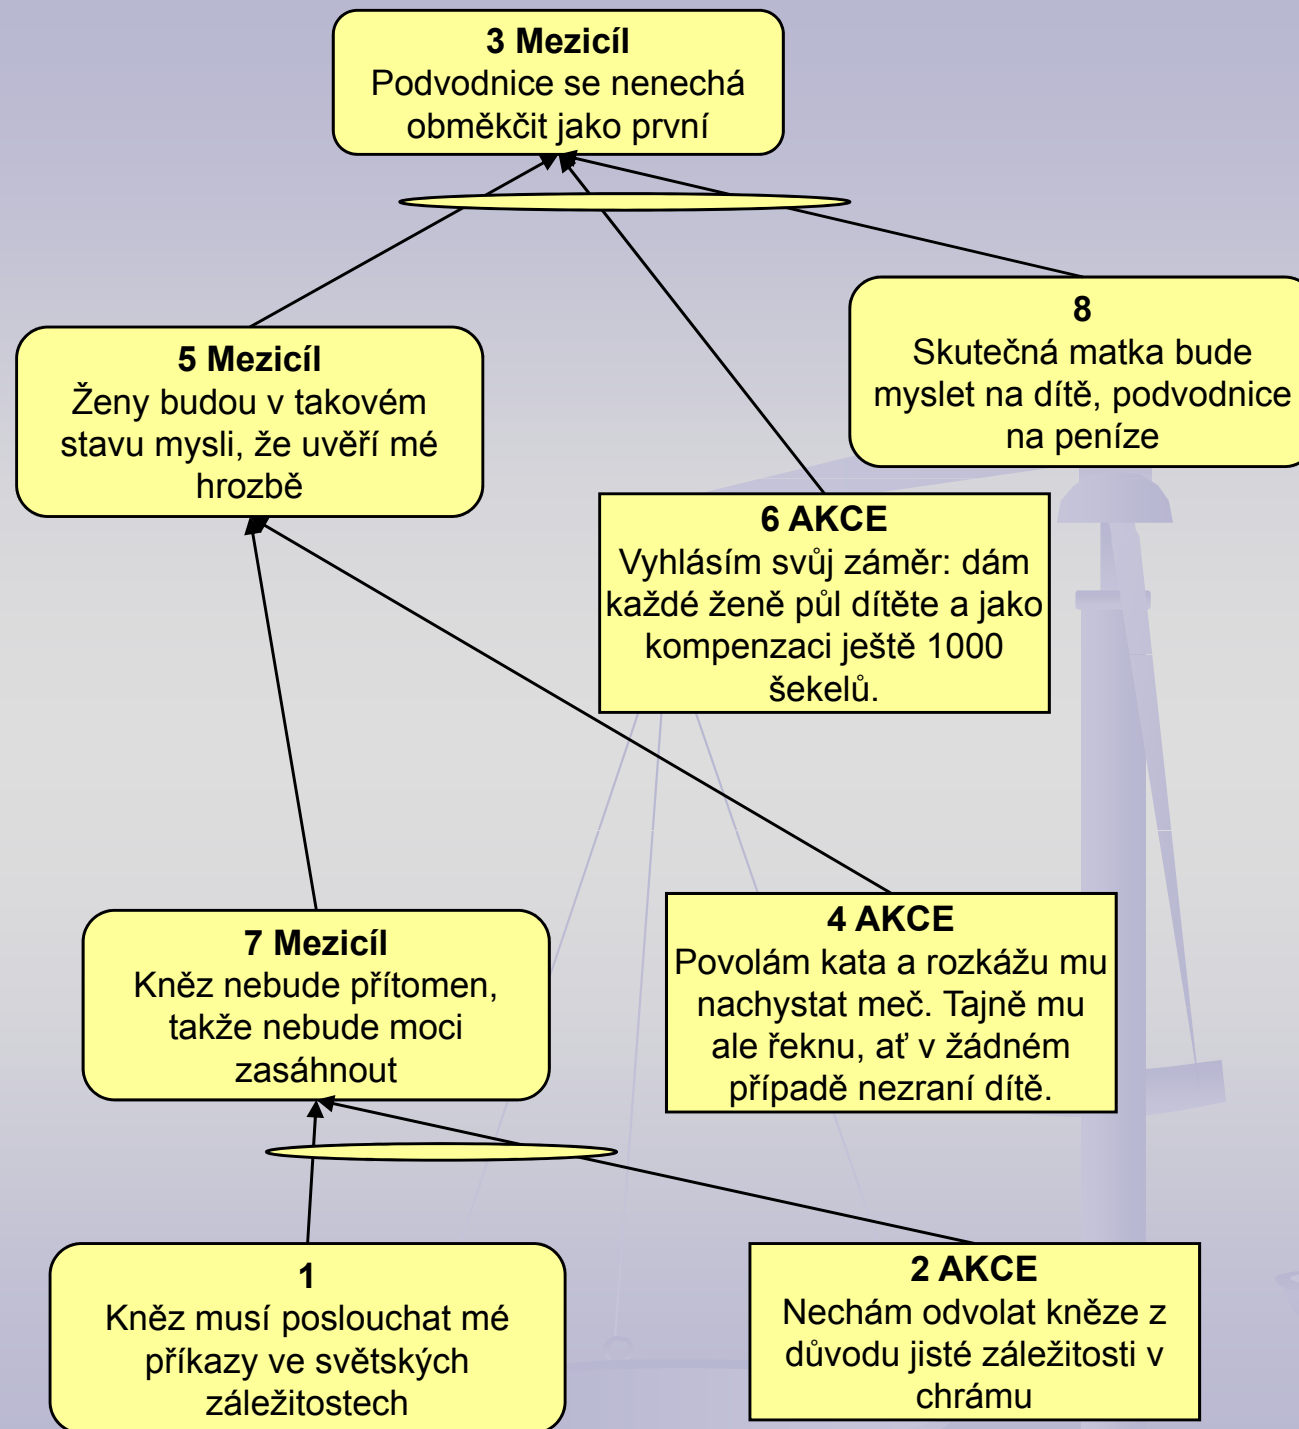 3 Mezicíl
Podvodnice se nenechá
obměkčit jako první
8
Skutečná matka bude
myslet na dítě, podvodnice
na peníze
5 Mezicíl
Ženy budou v takovém
stavu mysli, že uvěří mé
hrozbě
6 AKCE
Vyhlásím svůj záměr: dám
každé ženě půl dítěte a jako
kompenzaci ještě 1000
šekelů.
7 Mezicíl
Kněz nebude přítomen,
takže nebude moci
zasáhnout
4 AKCE
Povolám kata a rozkážu mu
nachystat meč. Tajně mu
ale řeknu, ať v žádném
případě nezraní dítě.
1
Kněz musí poslouchat mé
příkazy ve světských
záležitostech
2 AKCE
Nechám odvolat kněze z
důvodu jisté záležitosti v
chrámu